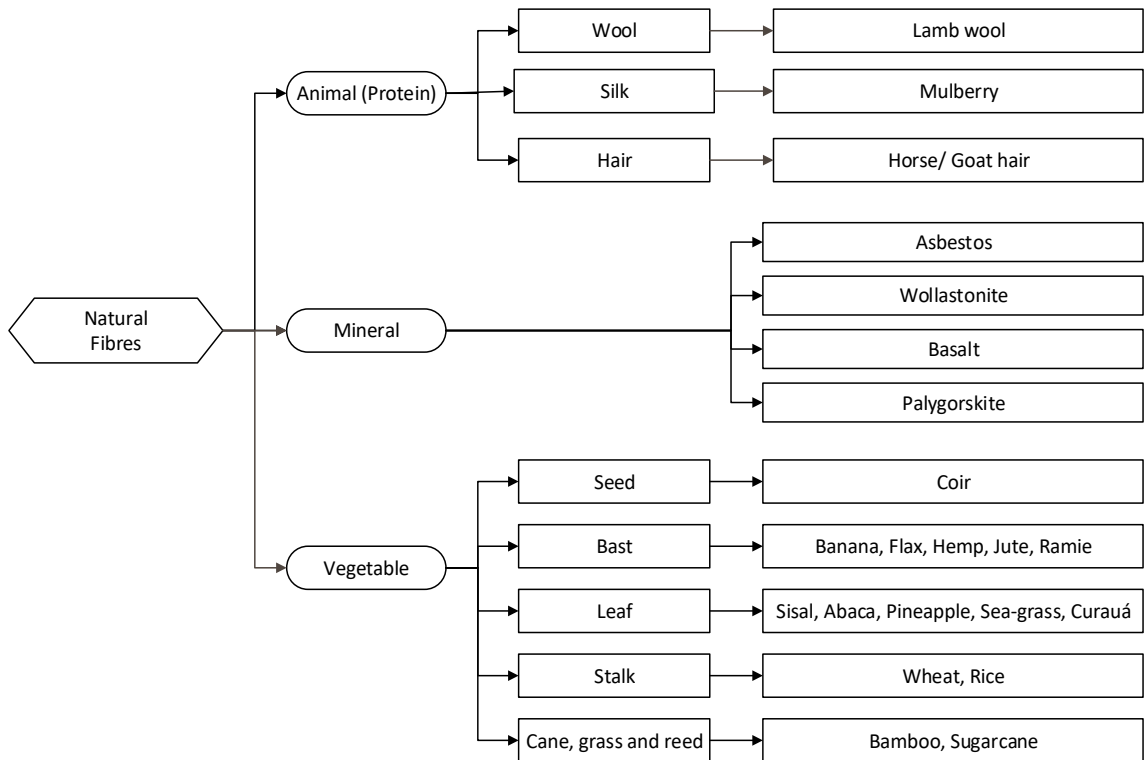 Wool
Lamb wool
Animal (Protein)
Silk
Mulberry
Hair
Horse/ Goat hair
Asbestos
Wollastonite
Natural
Fibres
Mineral
Basalt
Palygorskite
Seed
Coir
Bast
Banana, Flax, Hemp, Jute, Ramie
Vegetable
Leaf
Sisal, Abaca, Pineapple, Sea-grass, Curauá
Stalk
Wheat, Rice
Cane, grass and reed
Bamboo, Sugarcane